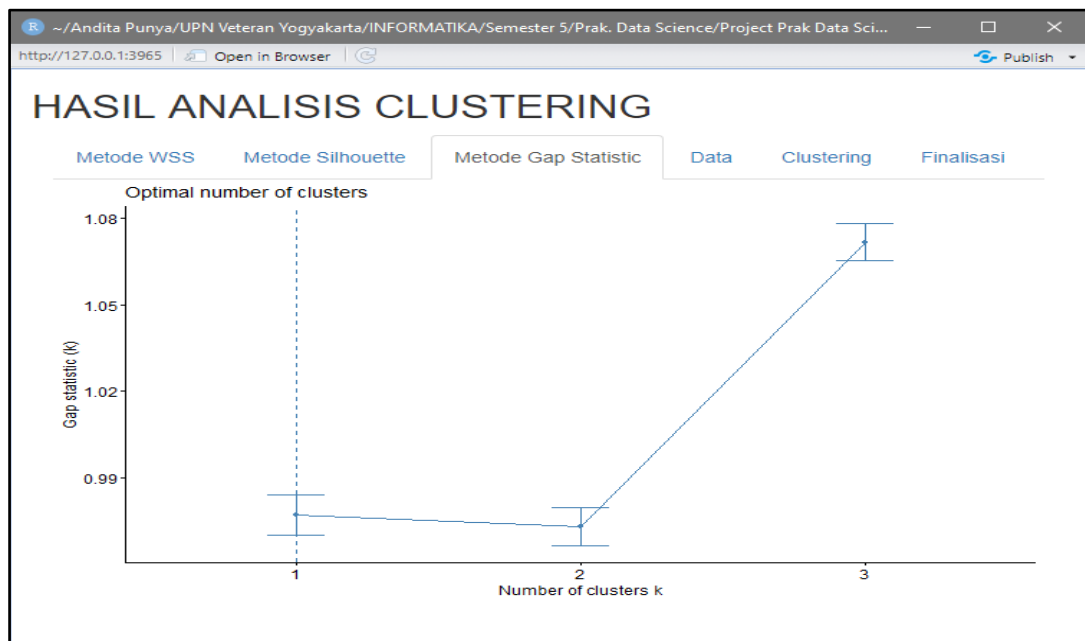 R ~/Andita Punya/UPN Veteran Yogyakarta/INFORMATIKA/Semester 5/Prak. Data Science/Project Prak Data Sci...
http://127.0.0.1:3965 Open in Browser Publish
HASIL ANALISIS CLUSTERING
Metode WSS Metode Silhouette Metode Gap Statistic Data Clustering Finalisasi
Optimal number of clusters
1.08
1.05
1.02
0.99
Gap statistic (k)
1 2 3
Number of clusters k